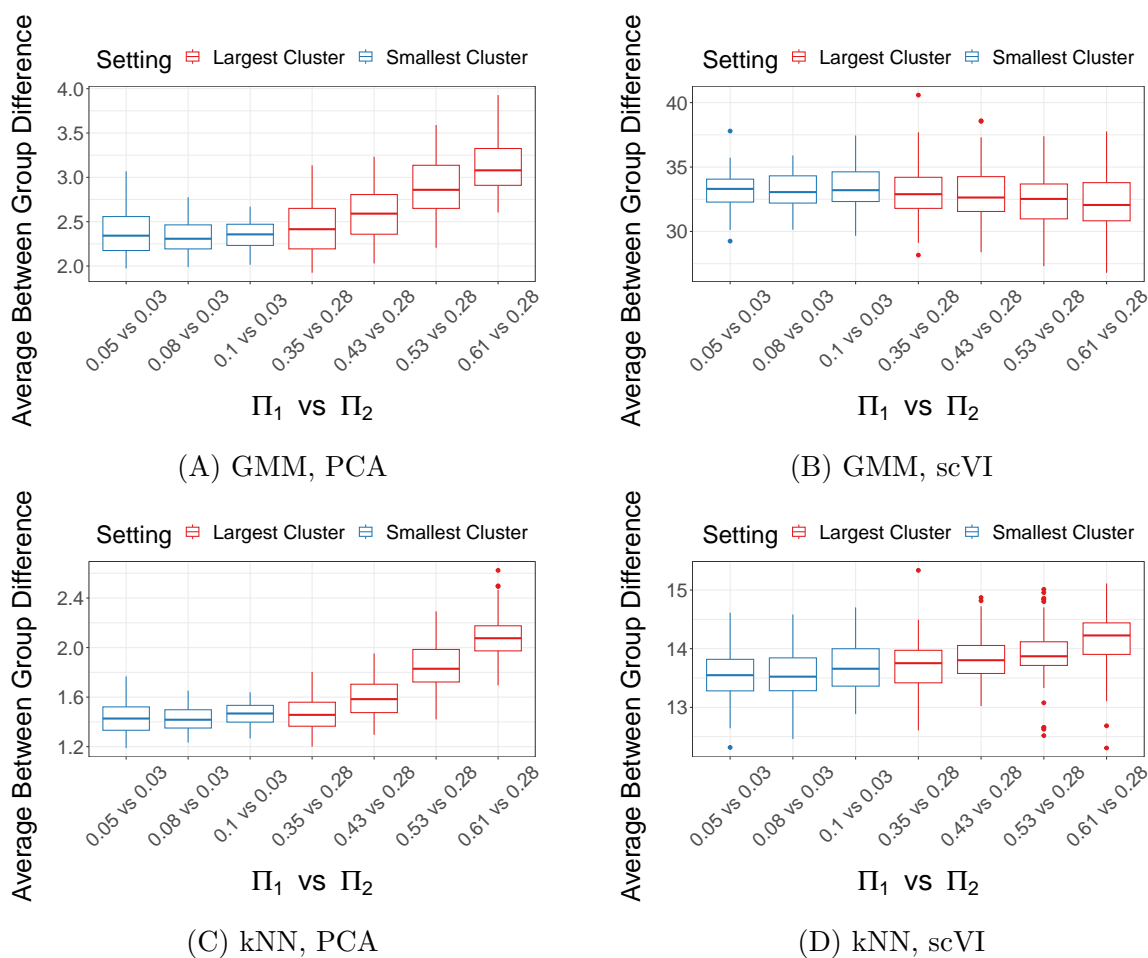 Setting Largest Cluster Smallest Cluster
Average Between Group Difference
4.0
3.5
3.0
2.5
2.0
0.05 vs 0.03
0.08 vs 0.03
0.1 vs 0.03
0.35 vs 0.28
0.43 vs 0.28
0.53 vs 0.28
0.61 vs 0.28
Π₁ vs Π₂
(A) GMM, PCA
Setting Largest Cluster Smallest Cluster
Average Between Group Difference
40
35
30
0.05 vs 0.03
0.08 vs 0.03
0.1 vs 0.03
0.35 vs 0.28
0.43 vs 0.28
0.53 vs 0.28
0.61 vs 0.28
Π₁ vs Π₂
(B) GMM, scVI
Setting Largest Cluster Smallest Cluster
Average Between Group Difference
2.4
2.0
1.6
1.2
0.05 vs 0.03
0.08 vs 0.03
0.1 vs 0.03
0.35 vs 0.28
0.43 vs 0.28
0.53 vs 0.28
0.61 vs 0.28
Π₁ vs Π₂
(C) kNN, PCA
Setting Largest Cluster Smallest Cluster
Average Between Group Difference
15
14
13
0.05 vs 0.03
0.08 vs 0.03
0.1 vs 0.03
0.35 vs 0.28
0.43 vs 0.28
0.53 vs 0.28
0.61 vs 0.28
Π₁ vs Π₂
(D) kNN, scVI